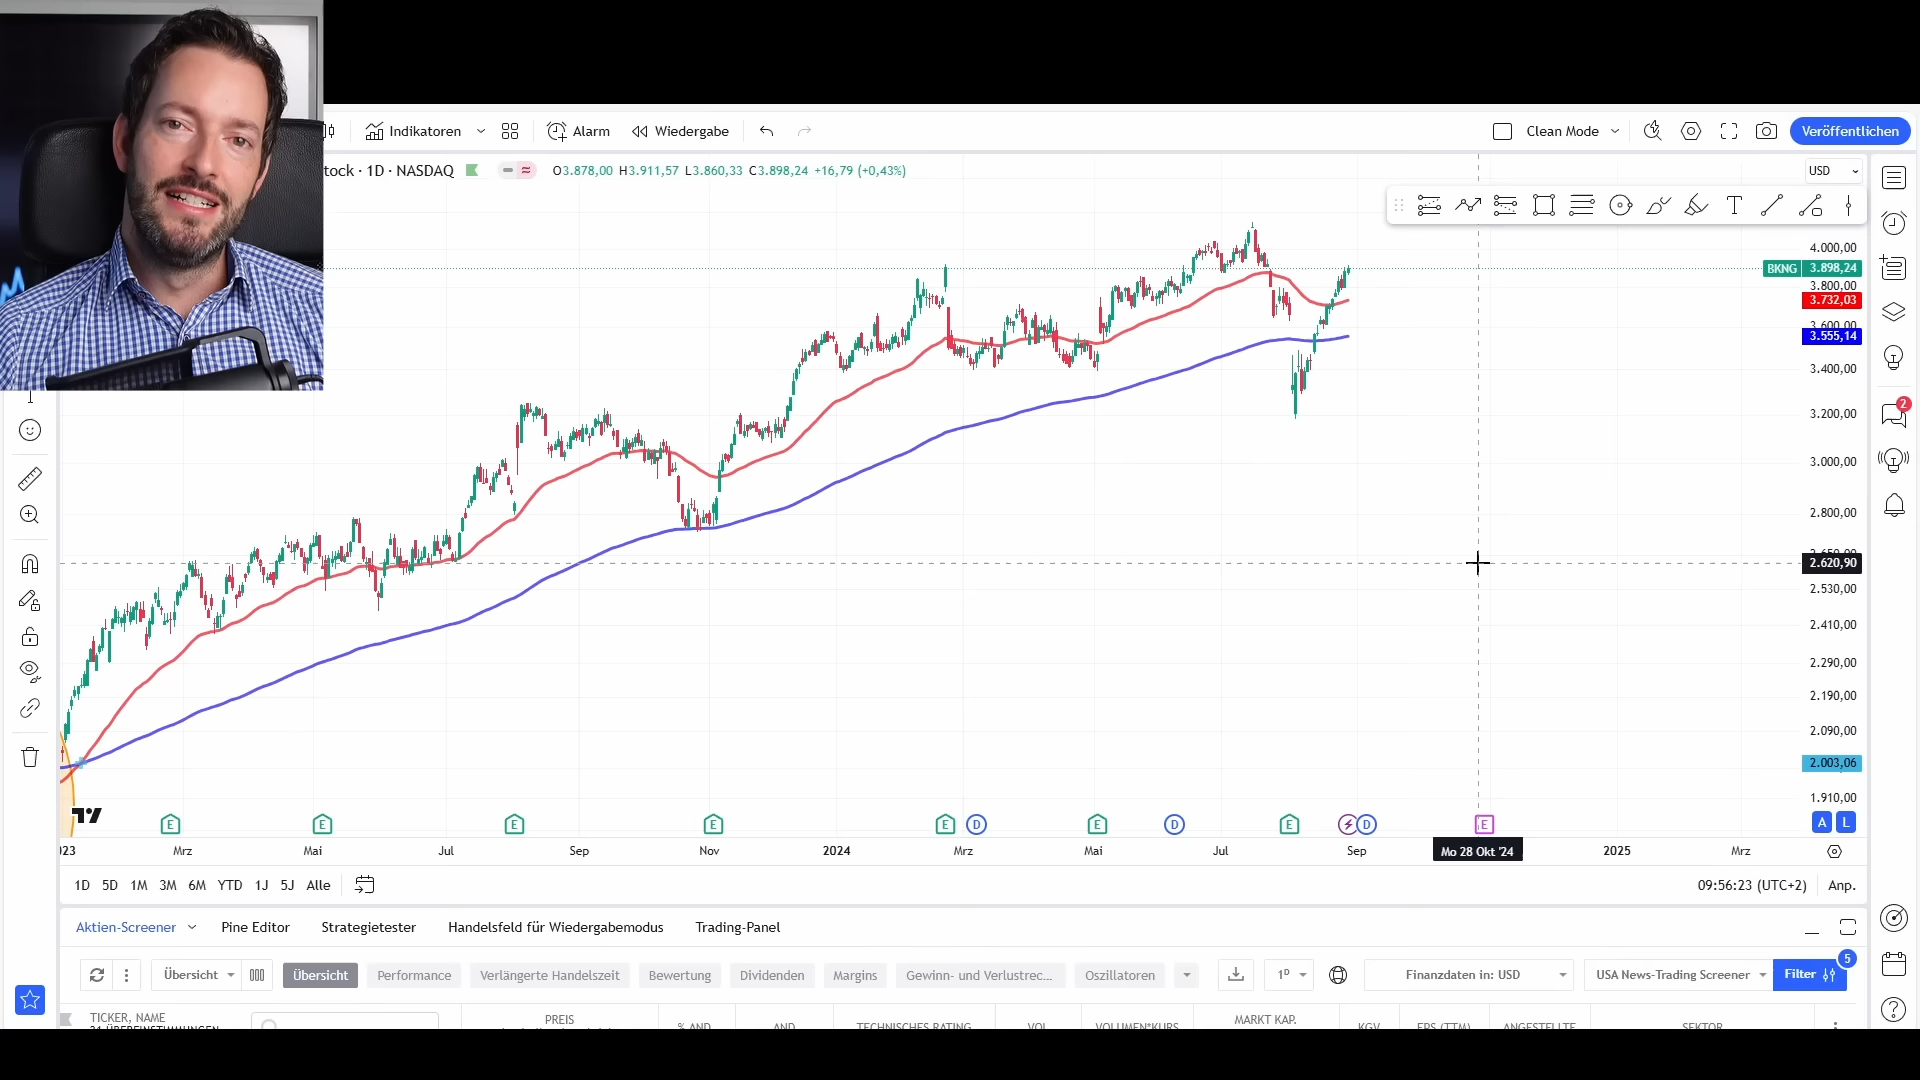 Indikatoren
Alarm
Wiedergabe
Clean Mode
Veröffentlichen
tock · 1D · NASDAQ
O3.878,00 H3.911,57 L3.860,33 C3.898,24 +16,79 (+0,43%)
USD
T
4.000,00
BKNG 3.898,24
3.800,00
3.732,03
3.600,00
3.555,14
3.400,00
3.200,00
3.000,00
2.800,00
2.620,90
2.530,00
2.410,00
2.290,00
2.190,00
2.090,00
2.003,06
1.910,00
2
E E E E E D E D E D E
A L
Mrz Mai Jul Sep Nov 2024 Mrz Mai Jul Sep Mo 28 Okt '24 2025 Mrz
1D 5D 1M 3M 6M YTD 1J 5J Alle
09:56:23 (UTC+2) Anp.
Aktien-Screener Pine Editor Strategietester Handelsfeld für Wiedergabemodus Trading-Panel
Übersicht Übersicht Performance Verlängerte Handelszeit Bewertung Dividenden Margins Gewinn- und Verlustrec... Oszillatoren
1D
Finanzdaten in: USD
USA News-Trading Screener
Filter
5
TICKER, NAME
PREIS
MARKT KAP.